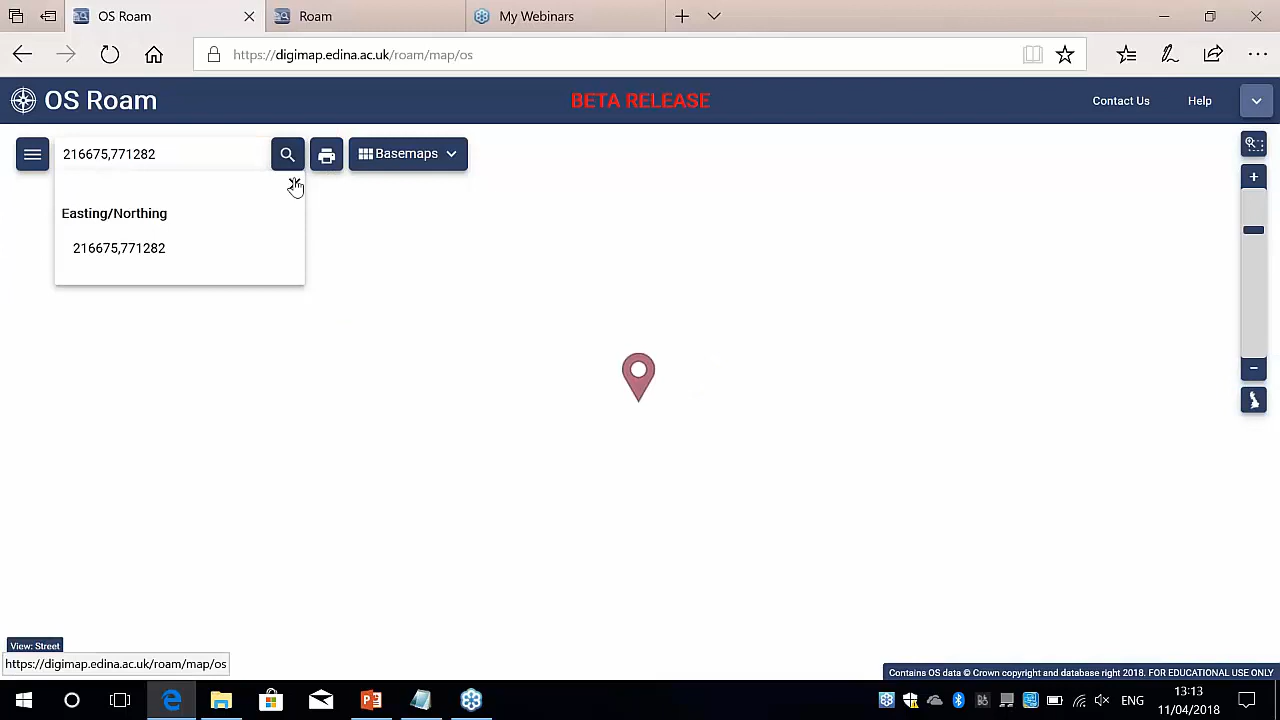 OS Roam
Roam
My Webinars
https://digimap.edina.ac.uk/roam/map/os
OS Roam
BETA RELEASE
Contact Us
Help
216675,771282
Basemaps
Easting/Northing
216675,771282
View: Street
https://digimap.edina.ac.uk/roam/map/os
Contains OS data © Crown copyright and database right 2018. FOR EDUCATIONAL USE ONLY
ENG
13:13
11/04/2018